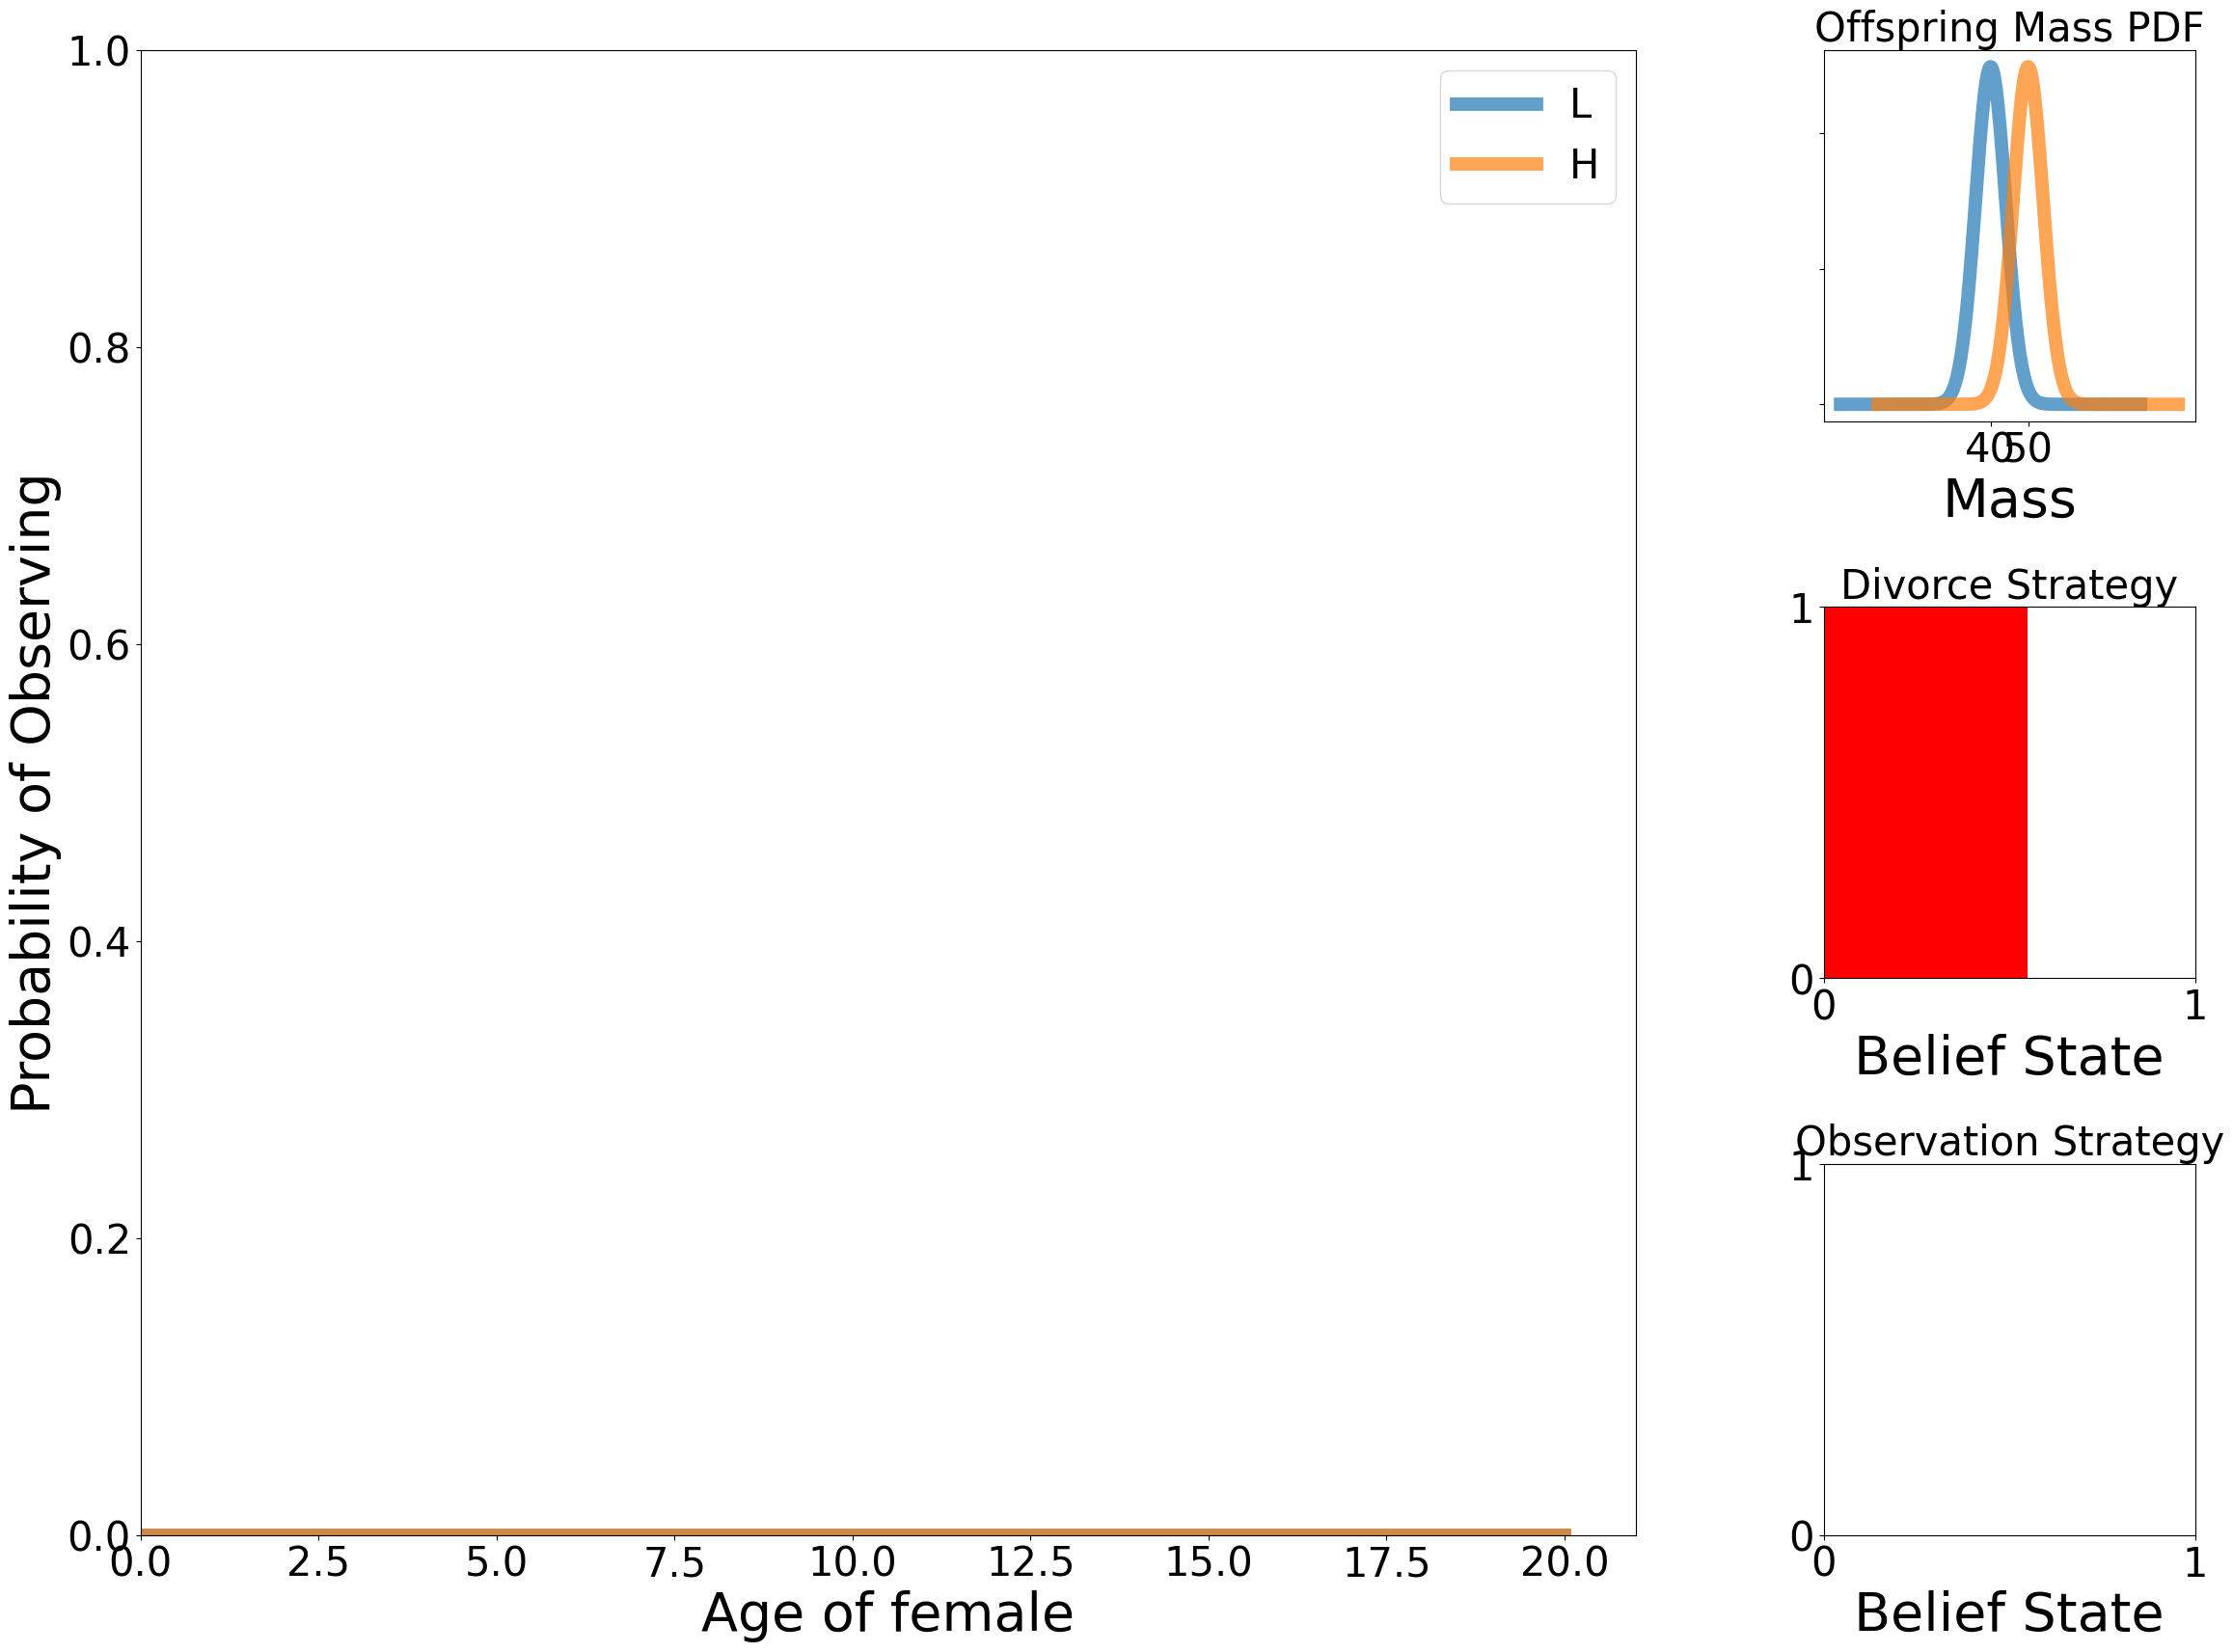 Probability of Observing
1.0
0.8
0.6
0.4
0.2
0.0
0.0 2.5 5.0 7.5 10.0 12.5 15.0 17.5 20.0
Age of female
L
H
Offspring Mass PDF
40 50
Mass
Divorce Strategy
1
0
0 1
Belief State
Observation Strategy
1
0
0 1
Belief State